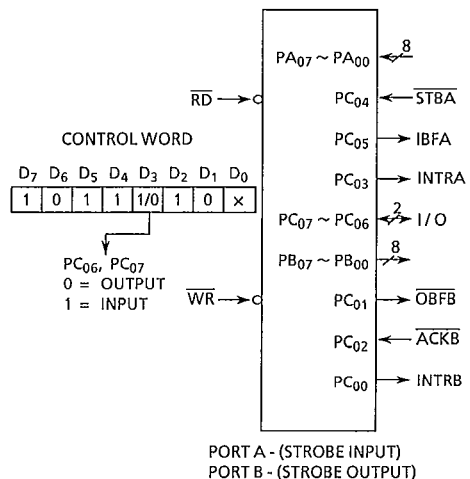 PA07 ~ PA00
8
PC04
STBA
RD
PC05
IBFA
CONTROL WORD
PC03
INTRA
D7 D6 D5 D4 D3 D2 D1 D0
1 0 1 1 1/0 1 0 ×
PC07 ~ PC06
2
I/O
PB07 ~ PB00
8
PC06, PC07
0 = OUTPUT
1 = INPUT
WR
PC01
OBFB
PC02
ACKB
PC00
INTRB
PORT A - (STROBE INPUT)
PORT B - (STROBE OUTPUT)